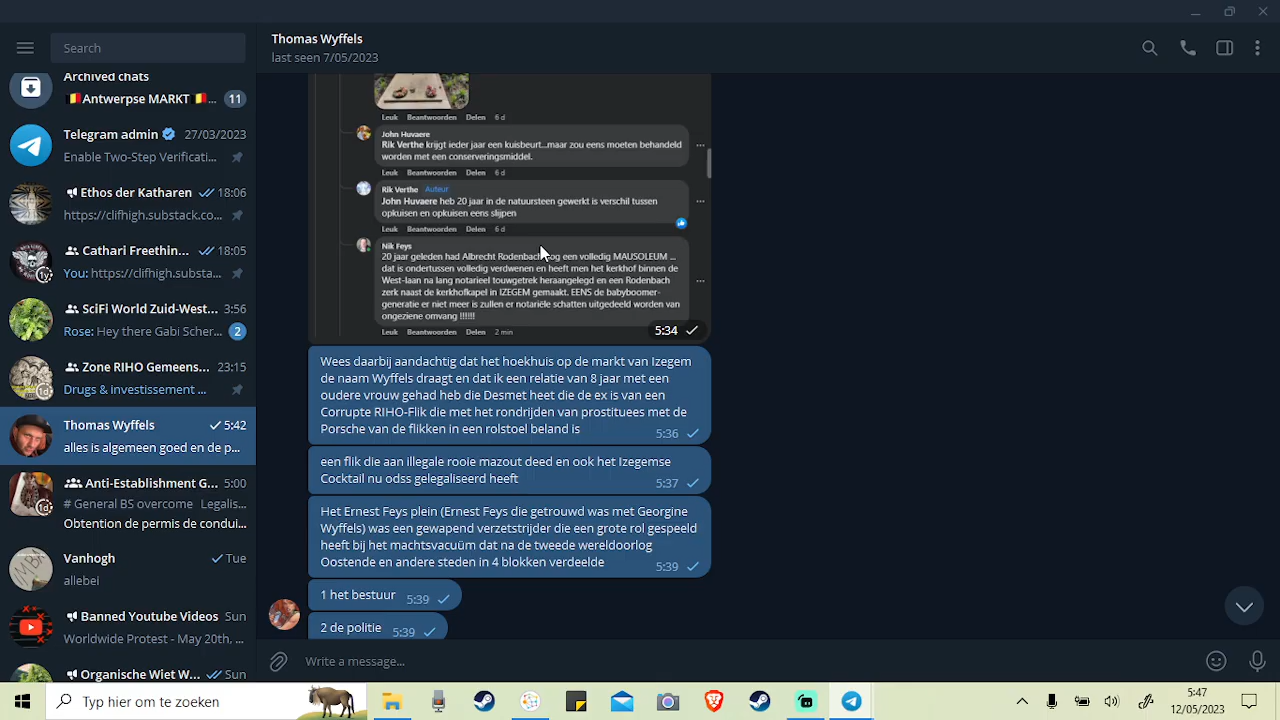 Search
Thomas Wyffels
last seen 7/05/2023
Archived chats
🇧🇪Antwerpse MARKT 🇧🇪... 11
Telegram admin 27/03/2023
Enable Two-Step Verificati...
Ethos der Katharen 18:06
https://clifhigh.substack.co...
Cathari Freethin... 18:05
You: https://clifhigh.substa...
SciFi World Zuid-West... 3:56
Rose: Hey there Gabi Scher... 2
Zonn RIHO Gemeens... 23:15
Drugs & investissement ...
Thomas Wyffels 5:42
alles is algemeen goed en de p...
Anti-Establishment G... 5:00
# General BS overcome Legalis...
Obtention de permis de condui...
Vanhogh Tue
allebei
Banned Youtube Videos Sun
Worldwide Protest - May 20th, ...
Organische Wiet ... Sun
Leuk Beantwoorden Delen 6 d
John Huvaere
Rik Verthe krijgt ieder jaar een kuisbeurt...maar zou eens moeten behandeld
worden met een conserveringsmiddel.
Leuk Beantwoorden Delen 6 d
Rik Verthe Auteur
John Huvaere heb 20 jaar in de natuursteen gewerkt is verschil tussen
opkuisen en opkuisen eens slijpen
Leuk Beantwoorden Delen 6 d
Nik Feys
20 jaar geleden had Albrecht Rodenbach nog een volledig MAUSOLEUM ...
dat is ondertussen volledig verdwenen en heeft men het kerkhof binnen de
West-laan na lang notarieel touwgetrek heraangelegd en een Rodenbach
zerk naast de kerkhofkapel in IZEGEM gemaakt. EENS de babyboomer-
generatie er niet meer is zullen er notariële schatten uitgedeeld worden van
ongeziene omvang !!!!!!
Leuk Beantwoorden Delen 2 min
5:34
Wees daarbij aandachtig dat het hoekhuis op de markt van Izegem
de naam Wyffels draagt en dat ik een relatie van 8 jaar met een
oudere vrouw gehad heb die Desmet heet die de ex is van een
Corrupte RIHO-Flik die met het rondrijden van prostituees met de
Porsche van de flikken in een rolstoel beland is 5:36
een flik die aan illegale rooie mazout deed en ook het Izegemse
Cocktail nu odss gelegaliseerd heeft 5:37
Het Ernest Feys plein (Ernest Feys die getrouwd was met Georgine
Wyffels) was een gewapend verzetstrijder die een grote rol gespeeld
heeft bij het machtsvacuüm dat na de tweede wereldoorlog
Oostende en andere steden in 4 blokken verdeelde 5:39
1 het bestuur 5:39
2 de politie 5:39
Write a message...
Typ hier om te zoeken
5:47
12/05/2023